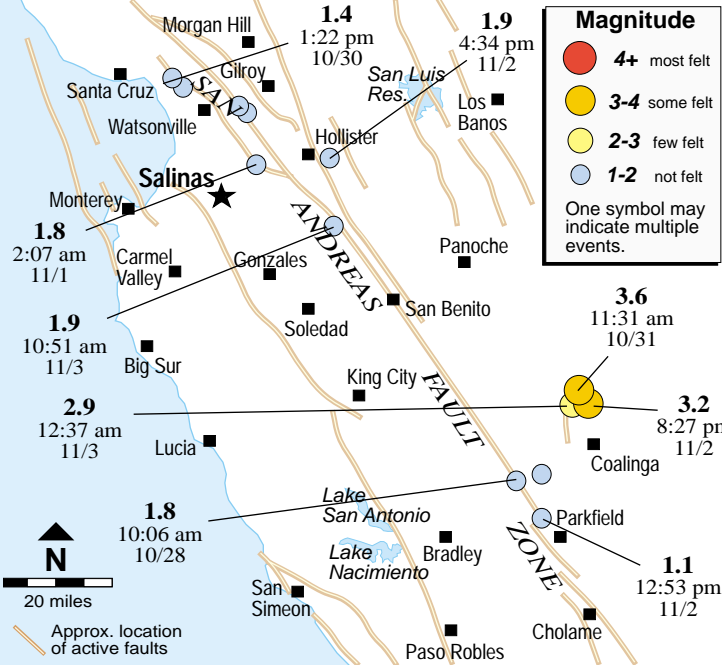 1.4
1:22 pm
10/30
1.9
4:34 pm
11/2
Magnitude
4+ most felt
3-4 some felt
2-3 few felt
1-2 not felt
One symbol may
indicate multiple
events.
Morgan Hill
Gilroy
Santa Cruz
Watsonville
San Luis
Res.
Los
Banos
Hollister
Salinas
Monterey
1.8
2:07 am
11/1
Carmel
Valley
Gonzales
Panoche
San Benito
Soledad
1.9
10:51 am
11/3
Big Sur
King City
3.6
11:31 am
10/31
2.9
12:37 am
11/3
3.2
8:27 pm
11/2
Lucia
Coalinga
1.8
10:06 am
10/28
Lake
San Antonio
Lake
Nacimiento
Bradley
Parkfield
1.1
12:53 pm
11/2
San
Simeon
Cholame
Paso Robles
SAN
ANDREAS
FAULT
ZONE
N
20 miles
Approx. location
of active faults